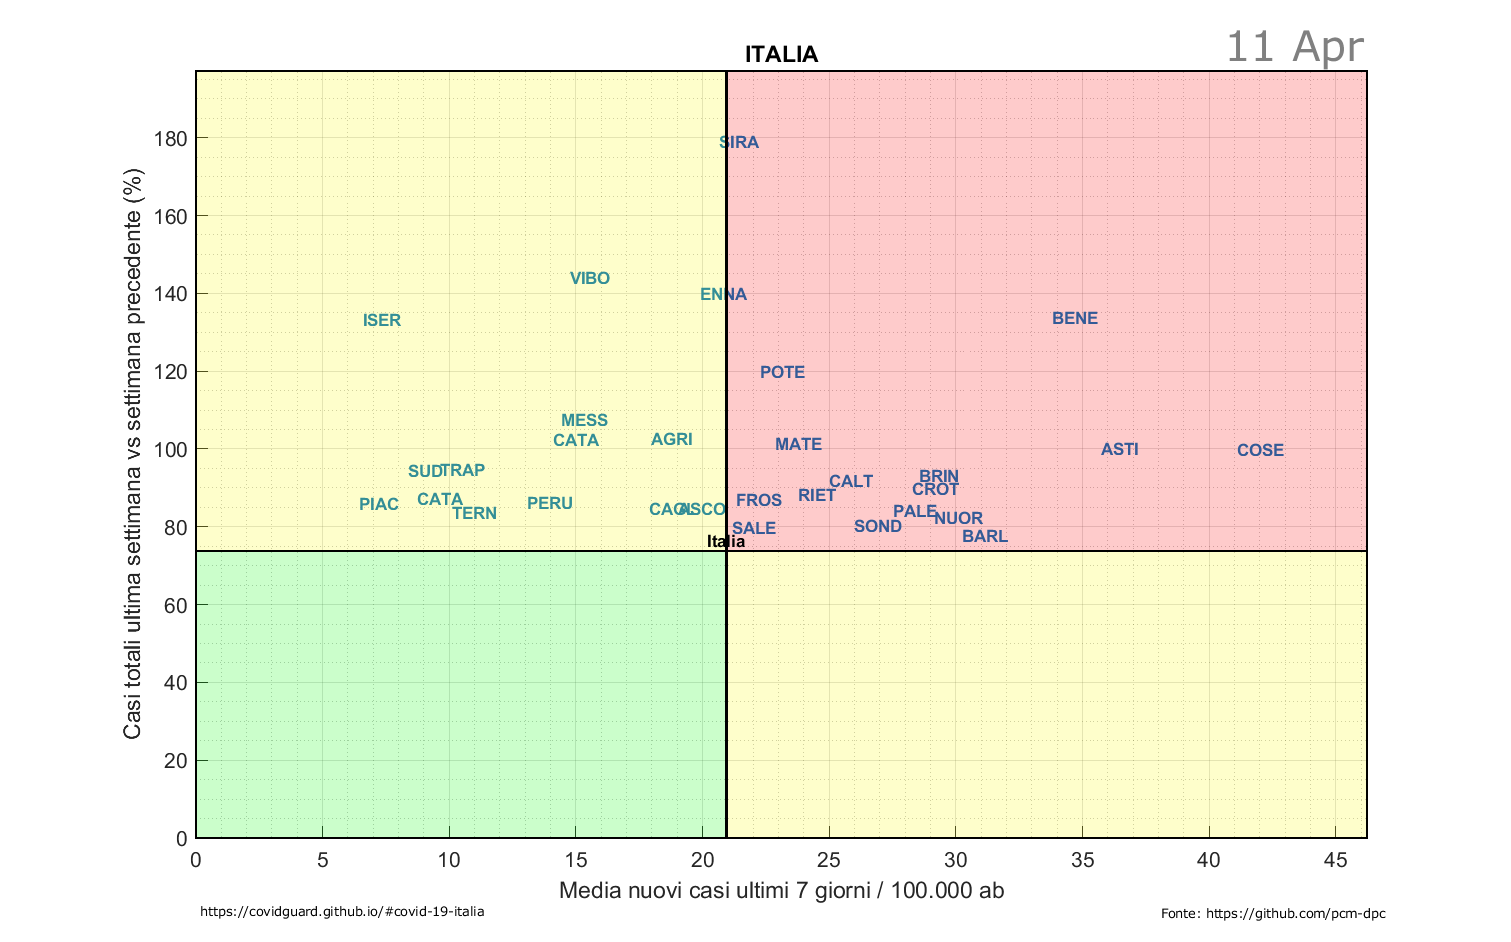 11 Apr
ITALIA
Casi totali ultima settimana vs settimana precedente (%)
180
160
140
120
100
80
60
40
20
0
SIRA
VIBO
ENNA
ISER
BENE
POTE
MESS
CATA
AGRI
MATE
ASTI
COSE
SUD
TRAP
BRIN
CALT
CROT
RIET
CATA
FROS
PIAC
PERU
CAGL
ASCO
TERN
PALE
NUOR
SOND
SALE
BARL
Italia
0 5 10 15 20 25 30 35 40 45
Media nuovi casi ultimi 7 giorni / 100.000 ab
https://covidguard.github.io/#covid-19-italia
Fonte: https://github.com/pcm-dpc